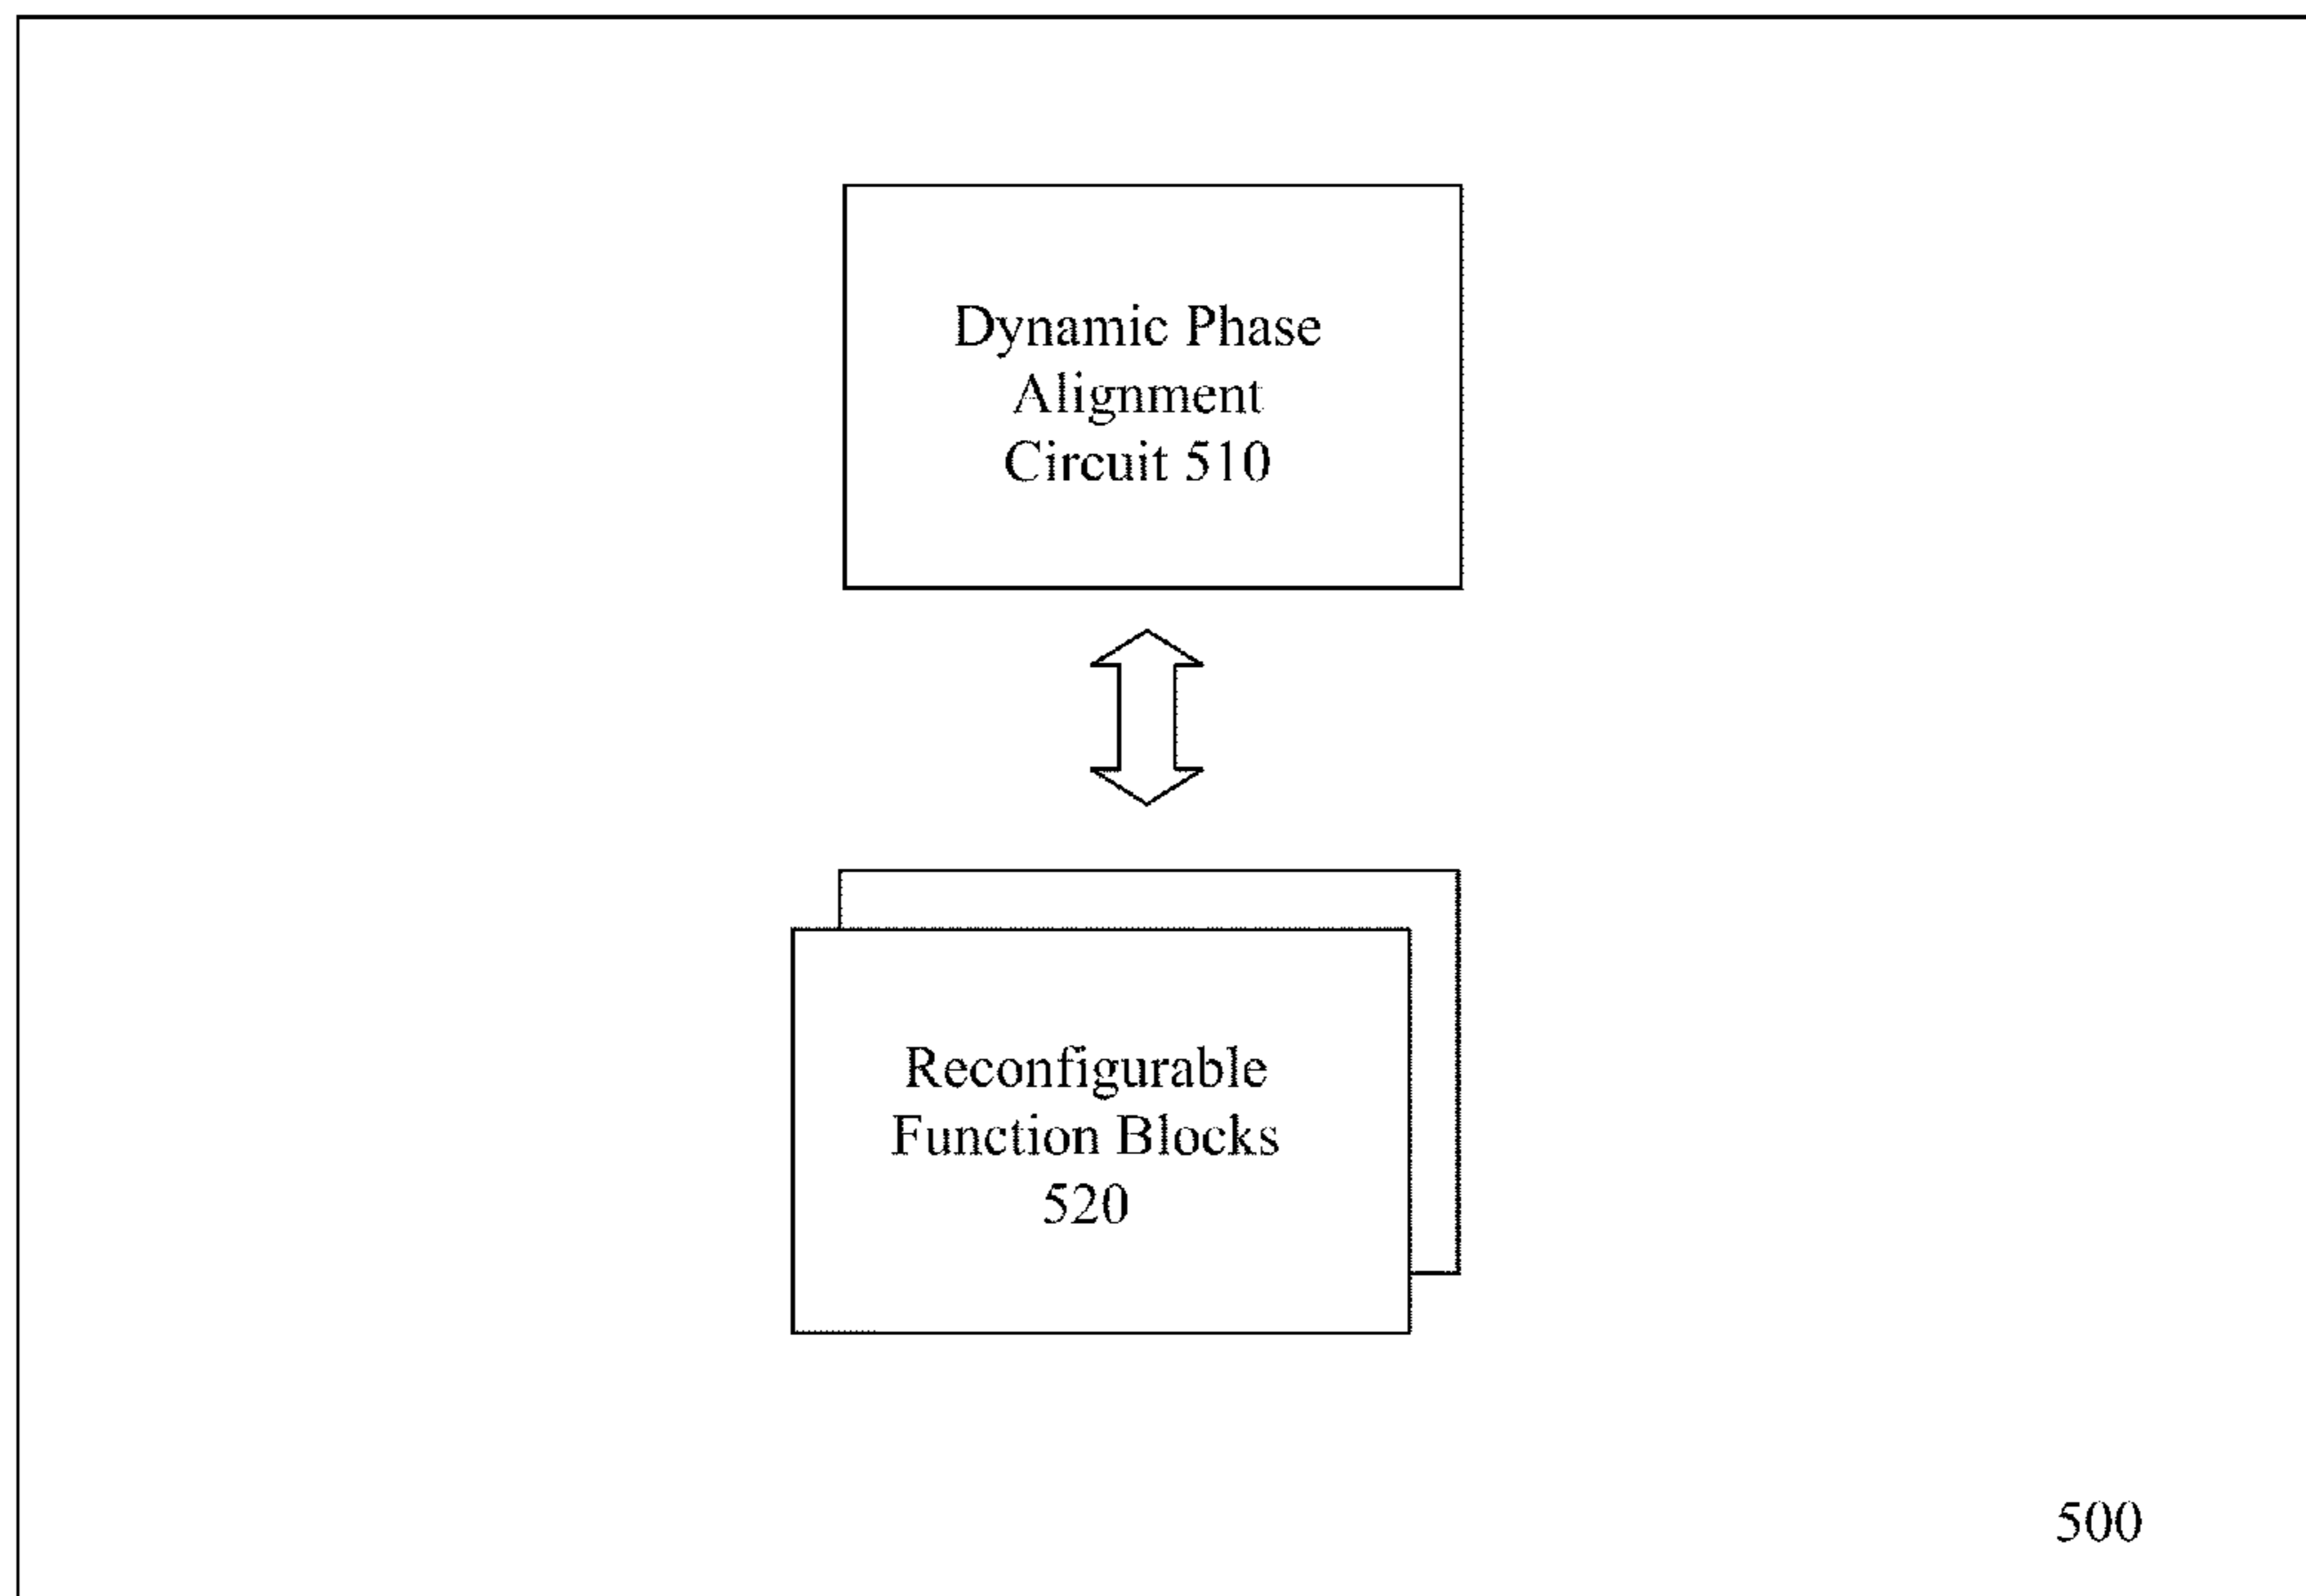 Dynamic Phase
Alignment
Circuit 510
Reconfigurable
Function Blocks
520
500